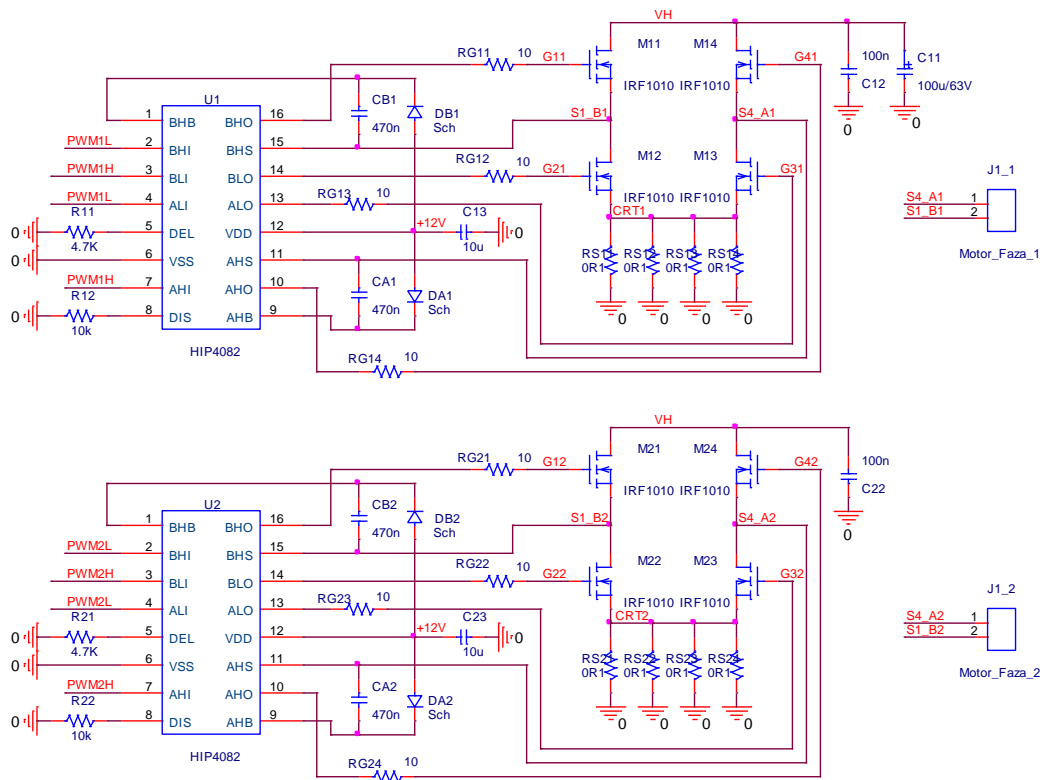 VH
RG11 10 G11 M11 M14 G41 100n C11
IRF1010 IRF1010 C12 100u/63V
0 0
U1 CB1 DB1
470n Sch
1 BHB BHO 16
PWM1L 2 BHI BHS 15 S1_B1 S4_A1
PWM1H 3 BLI BLO 14 RG12 10 G21 M12 M13 G31
PWM1L 4 ALI ALO 13 RG13 10 IRF1010 IRF1010
J1_1
S4_A1 1
S1_B1 2
Motor_Faza_1
R11 0 4.7K 5 DEL VDD 12 +12V C13 10u 0 CRT1
0 6 VSS AHS 11
RS11 RS12 RS13 RS14
0R1 0R1 0R1 0R1
PWM1H 7 AHI AHO 10 CA1 DA1
R12 0 10k 8 DIS AHB 9 470n Sch
0 0 0 0
HIP4082
RG14 10
VH
RG21 10 G12 M21 M24 G42 100n
IRF1010 IRF1010 C22
0
U2 CB2 DB2
470n Sch
1 BHB BHO 16
PWM2L 2 BHI BHS 15 S1_B2 S4_A2
PWM2H 3 BLI BLO 14 RG22 10 G22 M22 M23 G32
PWM2L 4 ALI ALO 13 RG23 10 IRF1010 IRF1010
J1_2
S4_A2 1
S1_B2 2
Motor_Faza_2
R21 0 4.7K 5 DEL VDD 12 +12V C23 10u 0 CRT2
0 6 VSS AHS 11
RS21 RS22 RS23 RS24
0R1 0R1 0R1 0R1
PWM2H 7 AHI AHO 10 CA2 DA2
R22 0 10k 8 DIS AHB 9 470n Sch
0 0 0 0
HIP4082
RG24 10